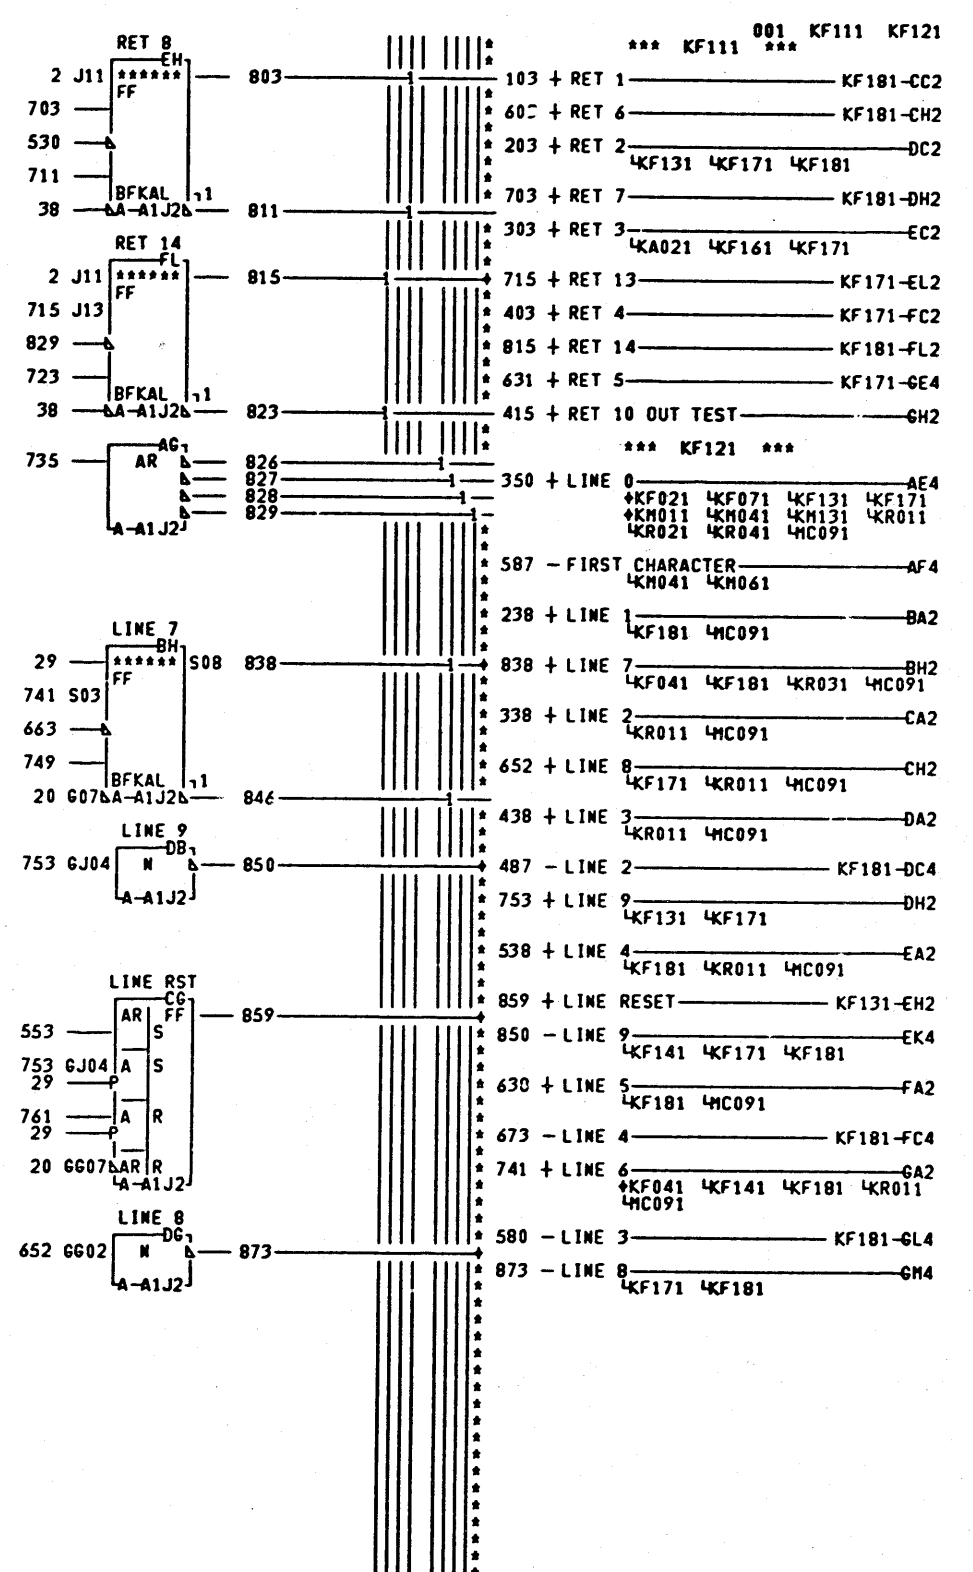 001 KF111 KF121
*** KF111 ***
RET 8
EH
2 J11 ****** 803 1
FF
703
530
711
BFKAL 1
38 A-A1J2 811 1
RET 14
FL
2 J11 ****** 815 1
FF
715 J13
829
723
BFKAL 1
38 A-A1J2 823 1
AG
735 AR 826 1
827 1
828 1
829 1
A-A1J2
LINE 7
BH
29 ****** S08 838 1
FF
741 S03
663
749
BFKAL 1
20 G07 A-A1J2 846 1
LINE 9
DB
753 GJ04 N 850
A-A1J2
LINE RST
CG
AR FF 859
553 S
753 GJ04 A S
29 P
761 A R
29 P
20 GG07 AR R
A-A1J2
LINE 8
DG
652 GG02 N 873
A-A1J2
103 + RET 1 KF181-CC2
+ RET 6 KF181-CH2
203 + RET 2 DC2
KF131 KF171 KF181
703 + RET 7 KF181-DH2
303 + RET 3 EC2
KA021 KF161 KF171
715 + RET 13 KF171-EL2
403 + RET 4 KF171-FC2
815 + RET 14 KF181-FL2
631 + RET 5 KF171-GE4
415 + RET 10 OUT TEST GH2
*** KF121 ***
350 + LINE 0 AE4
KF021 KF071 KF131 KF171
KM011 KM041 KM131 KR011
KR021 KR041 MC091
587 - FIRST CHARACTER AF4
KM041 KM061
238 + LINE 1 BA2
KF181 MC091
838 + LINE 7 BH2
KF041 KF181 KR031 MC091
338 + LINE 2 CA2
KR011 MC091
652 + LINE 8 CH2
KF171 KR011 MC091
438 + LINE 3 DA2
KR011 MC091
487 - LINE 2 KF181-DC4
753 + LINE 9 DH2
KF131 KF171
538 + LINE 4 EA2
KF181 KR011 MC091
859 + LINE RESET KF131-EH2
850 - LINE 9 EK4
KF141 KF171 KF181
630 + LINE 5 FA2
KF181 MC091
673 - LINE 4 KF181-FC4
741 + LINE 6 GA2
KF041 KF141 KF181 KR011
MC091
580 - LINE 3 KF181-GL4
873 - LINE 8 GM4
KF171 KF181